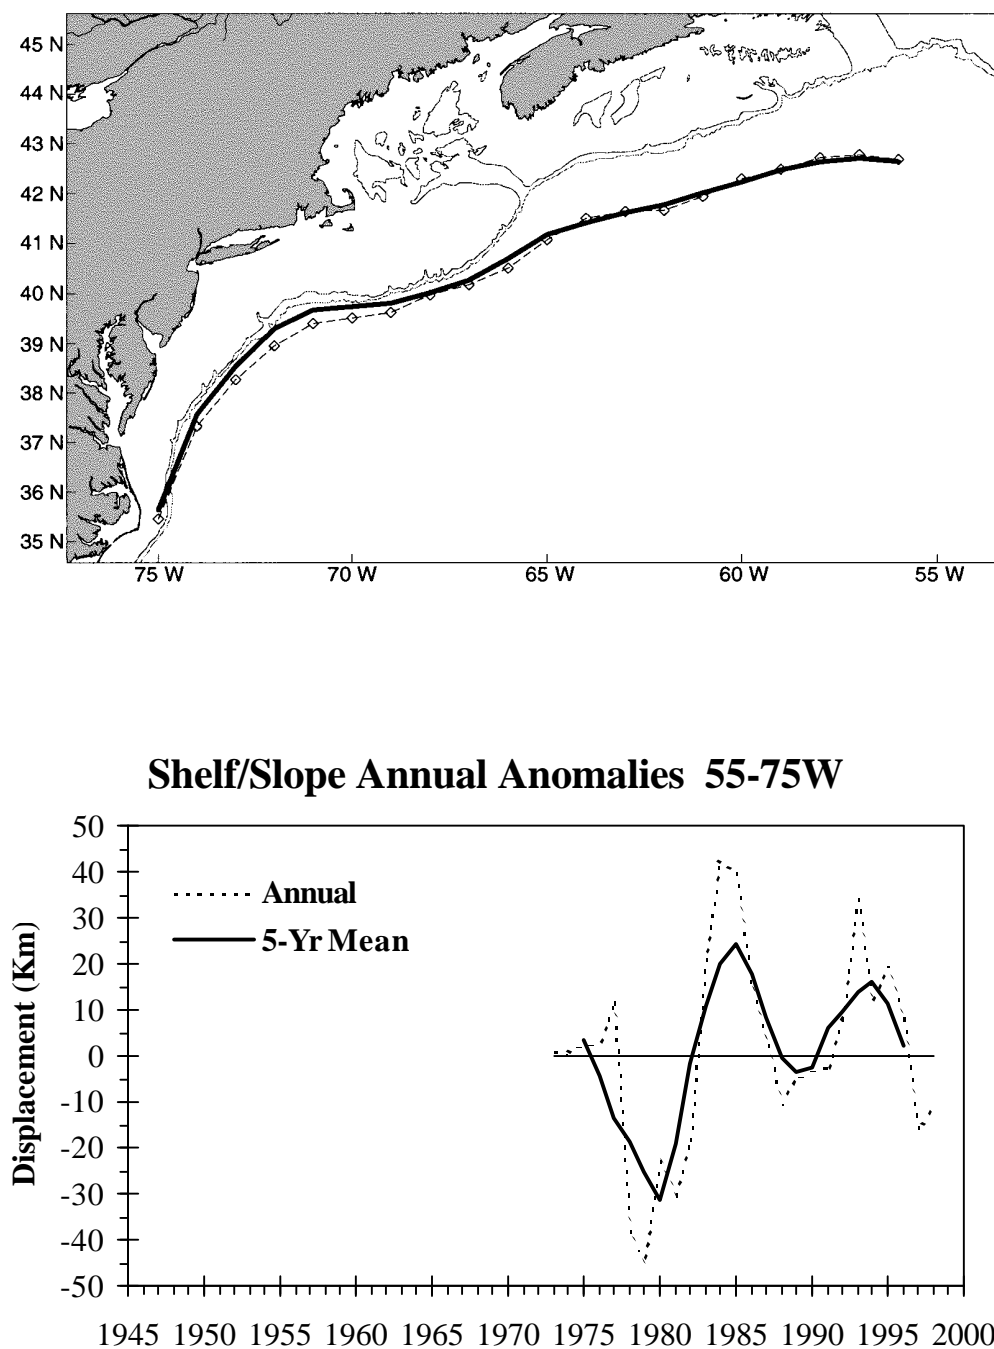 45 N
44 N
43 N
42 N
41 N
40 N
39 N
38 N
37 N
36 N
35 N
75 W 70 W 65 W 60 W 55 W
Shelf/Slope Annual Anomalies 55-75W
Displacement (Km)
50
40
30
20
10
0
-10
-20
-30
-40
-50
Annual
5-Yr Mean
1945 1950 1955 1960 1965 1970 1975 1980 1985 1990 1995 2000